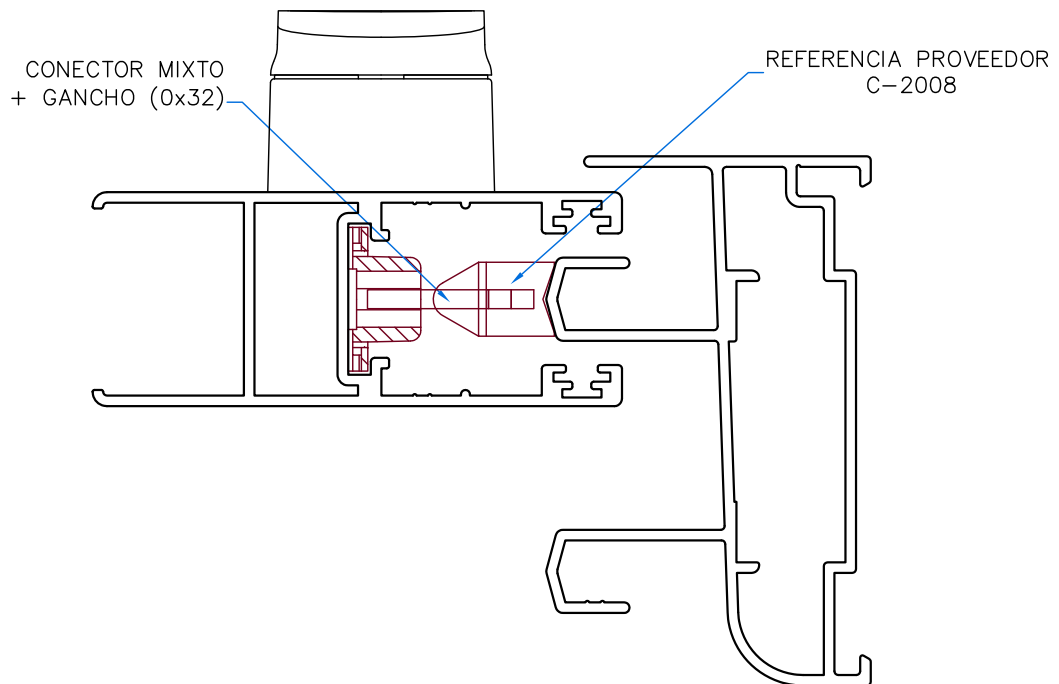 CONECTOR MIXTO
+ GANCHO (0x32)
REFERENCIA PROVEEDOR
C-2008